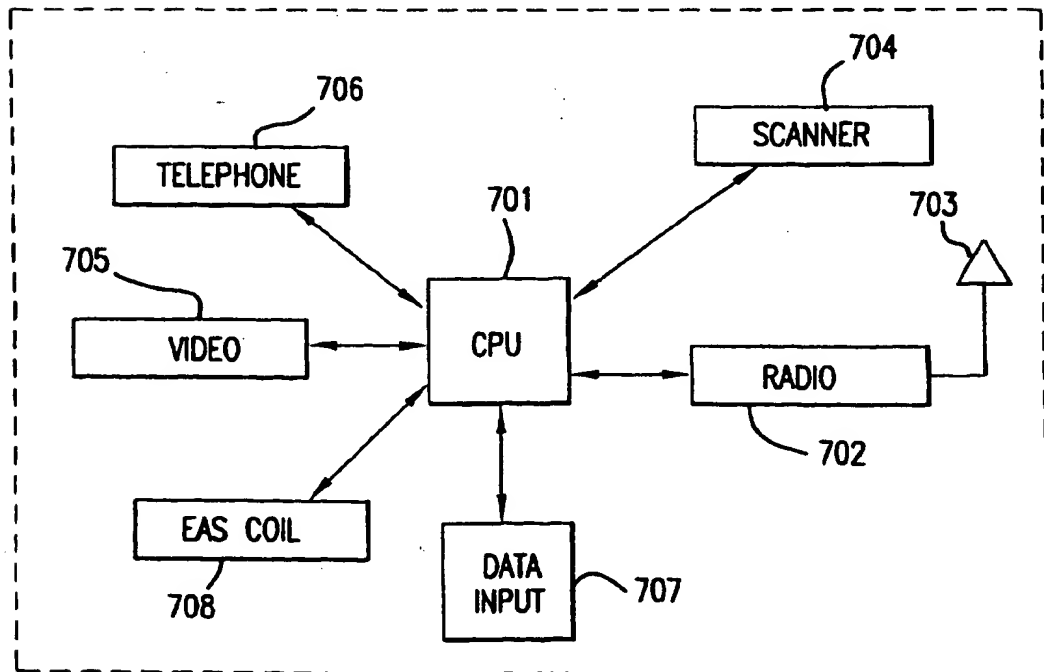 704
706
SCANNER
TELEPHONE
701
703
705
CPU
VIDEO
RADIO
702
EAS COIL
DATA
INPUT
707
708